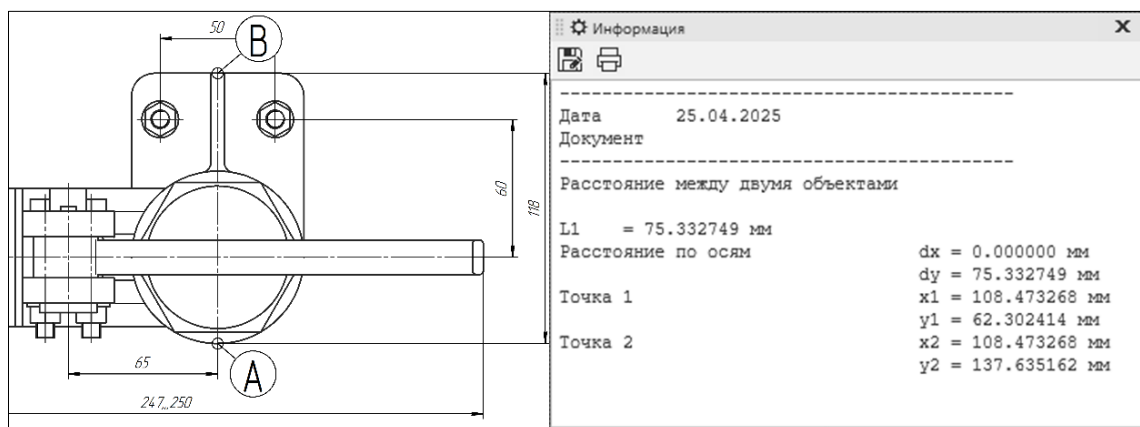 50
B
60
118
65
A
247...250
Информация
X
Дата 25.04.2025
Документ
Расстояние между двумя объектами
L1 = 75.332749 мм
Расстояние по осям dx = 0.000000 мм
dy = 75.332749 мм
Точка 1 x1 = 108.473268 мм
y1 = 62.302414 мм
Точка 2 x2 = 108.473268 мм
y2 = 137.635162 мм